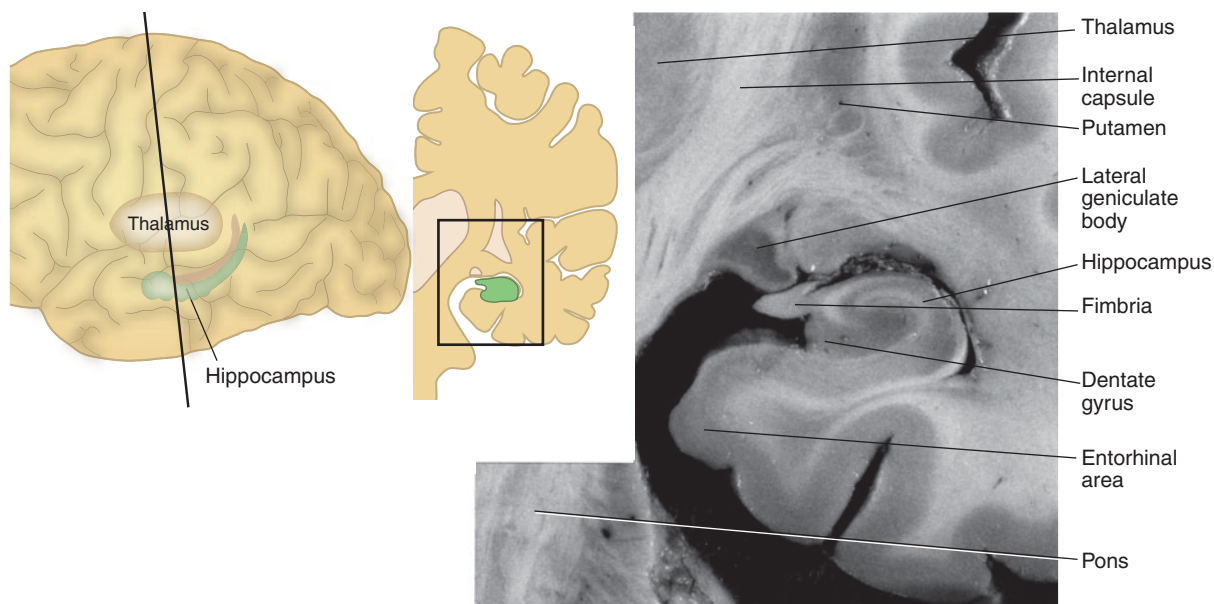 Thalamus
Hippocampus
Thalamus
Internal
capsule
Putamen
Lateral
geniculate
body
Hippocampus
Fimbria
Dentate
gyrus
Entorhinal
area
Pons